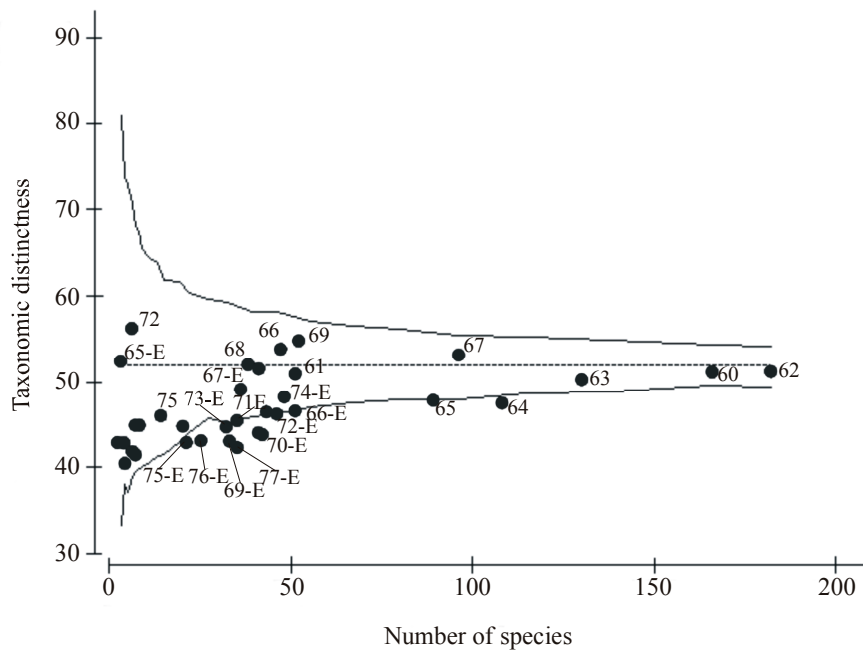 90
80
70
60
50
40
30
Taxonomic distinctness
72
65-E
66
69
68
67-E
61
67
63
60
62
75
73-E
71E
74-E
66-E
72-E
70-E
65
64
75-E
76-E
69-E
77-E
0
50
100
150
200
Number of species